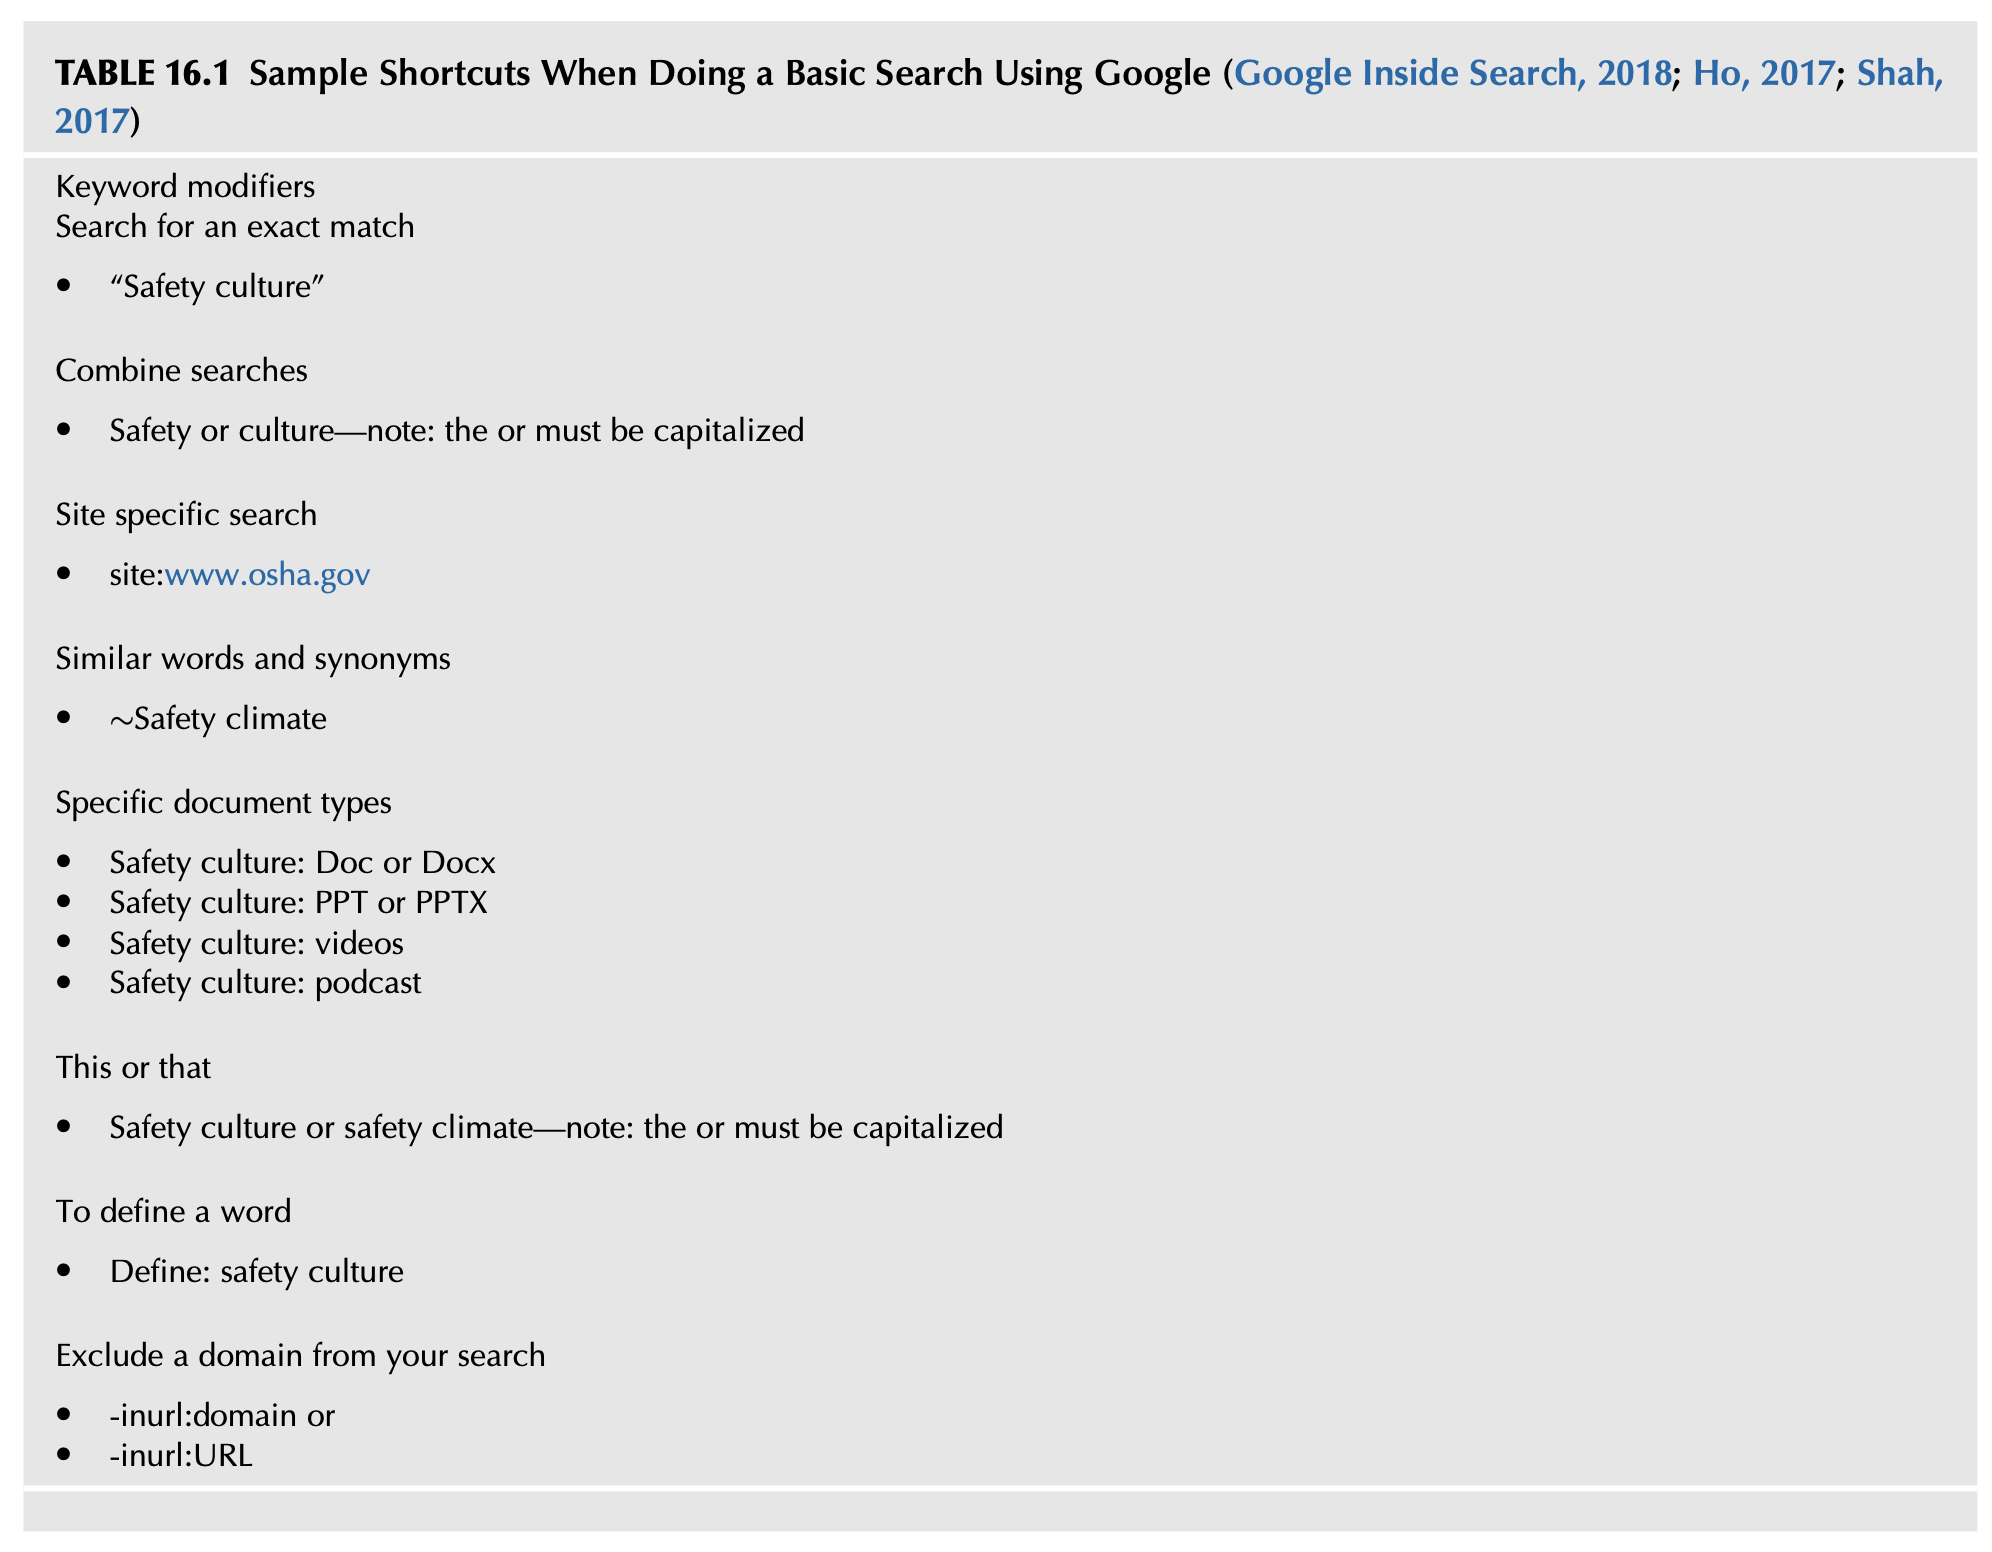 TABLE 16.1 Sample Shortcuts When Doing a Basic Search Using Google (Google Inside Search, 2018; Ho, 2017; Shah,
2017)
Keyword modifiers
Search for an exact match
• “Safety culture”
Combine searches
• Safety or culture—note: the or must be capitalized
Site specific search
• site:www.osha.gov
Similar words and synonyms
• ~Safety climate
Specific document types
• Safety culture: Doc or Docx
• Safety culture: PPT or PPTX
• Safety culture: videos
• Safety culture: podcast
This or that
• Safety culture or safety climate—note: the or must be capitalized
To define a word
• Define: safety culture
Exclude a domain from your search
• -inurl:domain or
• -inurl:URL